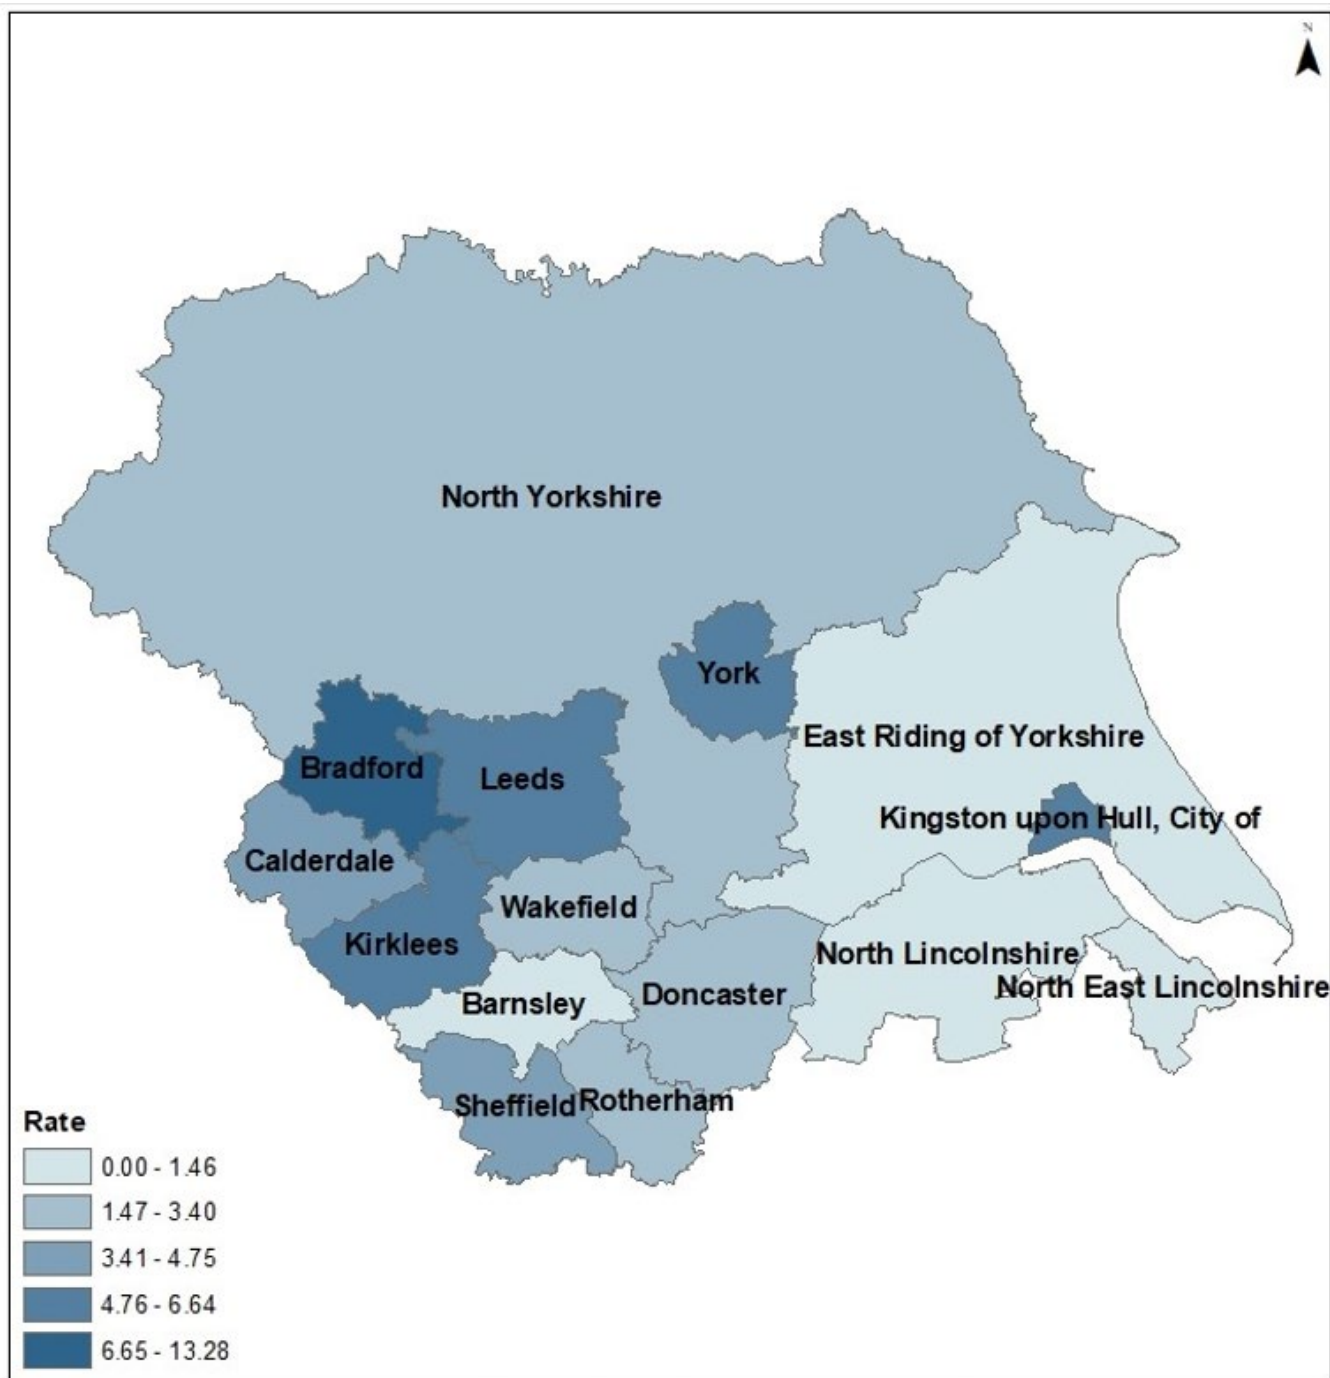 N
North Yorkshire
York
East Riding of Yorkshire
Bradford
Leeds
Kingston upon Hull, City of
Calderdale
Wakefield
Kirklees
North Lincolnshire
North East Lincolnshire
Barnsley
Doncaster
Sheffield
Rotherham
Rate
0.00 - 1.46
1.47 - 3.40
3.41 - 4.75
4.76 - 6.64
6.65 - 13.28